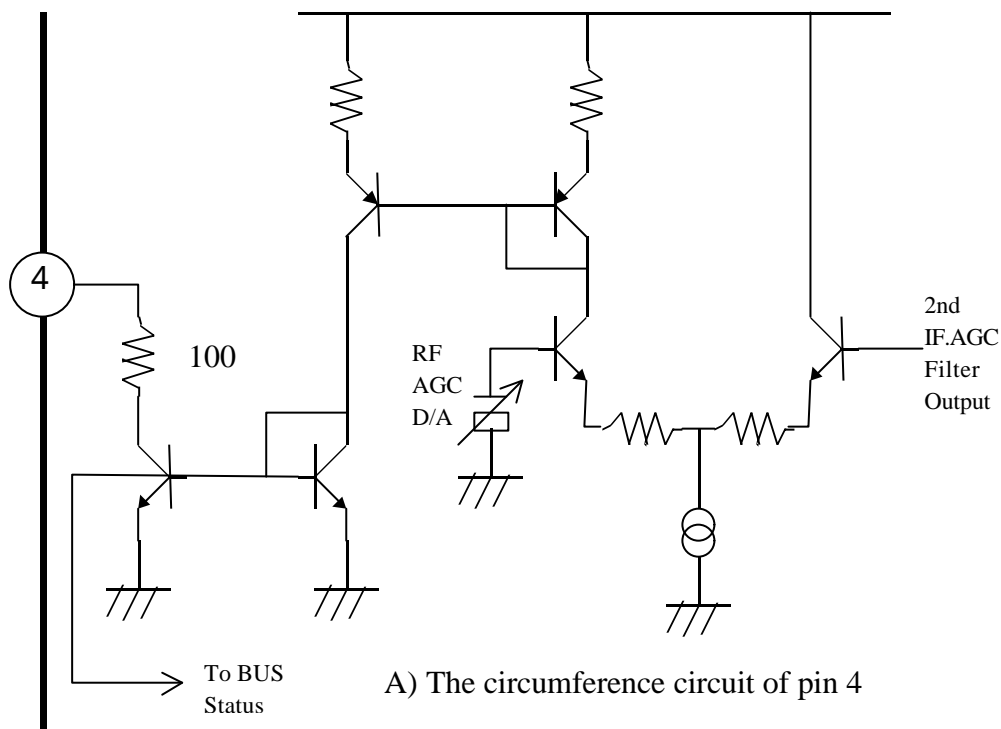 4
100
RF
AGC
D/A
2nd
IF.AGC
Filter
Output
To BUS
Status
A) The circumference circuit of pin 4